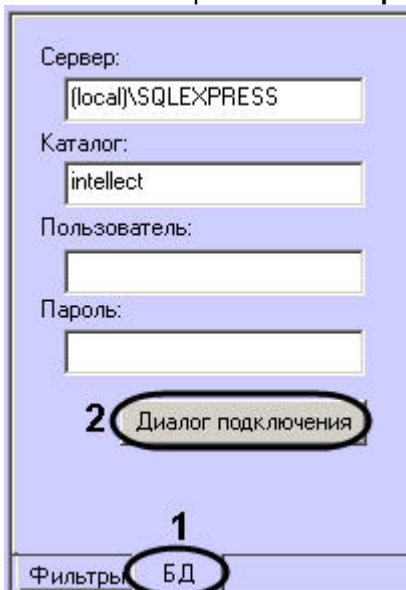 Сервер:
(local)\SQLEXPRESS
Каталог:
intellect
Пользователь:
Пароль:
2 Диалог подключения
1
Фильтры БД